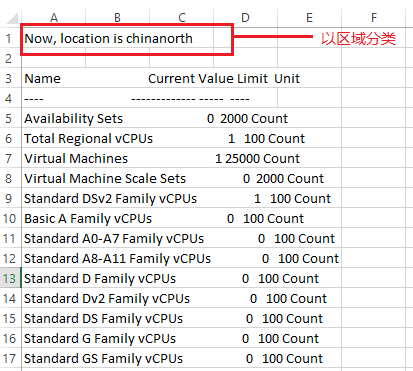 A B C D E F
1 Now, location is chinanorth 以区域分类
2
3 Name Current Value Limit Unit
4 ---- ------------- ----- ----
5 Availability Sets 0 2000 Count
6 Total Regional vCPUs 1 100 Count
7 Virtual Machines 1 25000 Count
8 Virtual Machine Scale Sets 0 2000 Count
9 Standard DSv2 Family vCPUs 1 100 Count
10 Basic A Family vCPUs 0 100 Count
11 Standard A0-A7 Family vCPUs 0 100 Count
12 Standard A8-A11 Family vCPUs 0 100 Count
13 Standard D Family vCPUs 0 100 Count
14 Standard Dv2 Family vCPUs 0 100 Count
15 Standard DS Family vCPUs 0 100 Count
16 Standard G Family vCPUs 0 100 Count
17 Standard GS Family vCPUs 0 100 Count